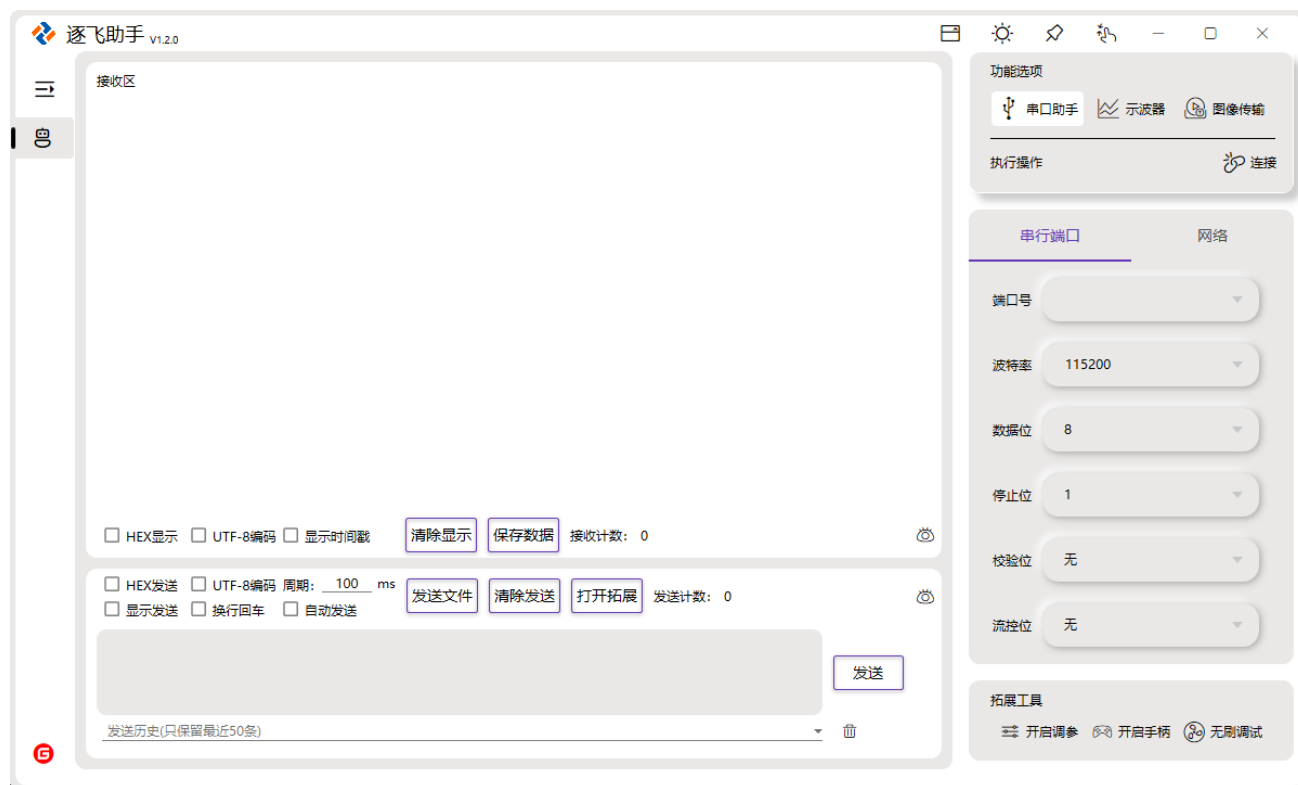 逐飞助手 V1.2.0
接收区
HEX显示 UTF-8编码 显示时间戳 清除显示 保存数据 接收计数： 0
HEX发送 UTF-8编码 周期： 100 ms
显示发送 换行回车 自动发送
发送文件 清除发送 打开拓展 发送计数： 0
发送
发送历史(只保留最近50条)
G
功能选项
串口助手 示波器 图像传输
执行操作 连接
串行端口 网络
端口号
波特率 115200
数据位 8
停止位 1
校验位 无
流控位 无
拓展工具
开启调参 开启手柄 无刷调试